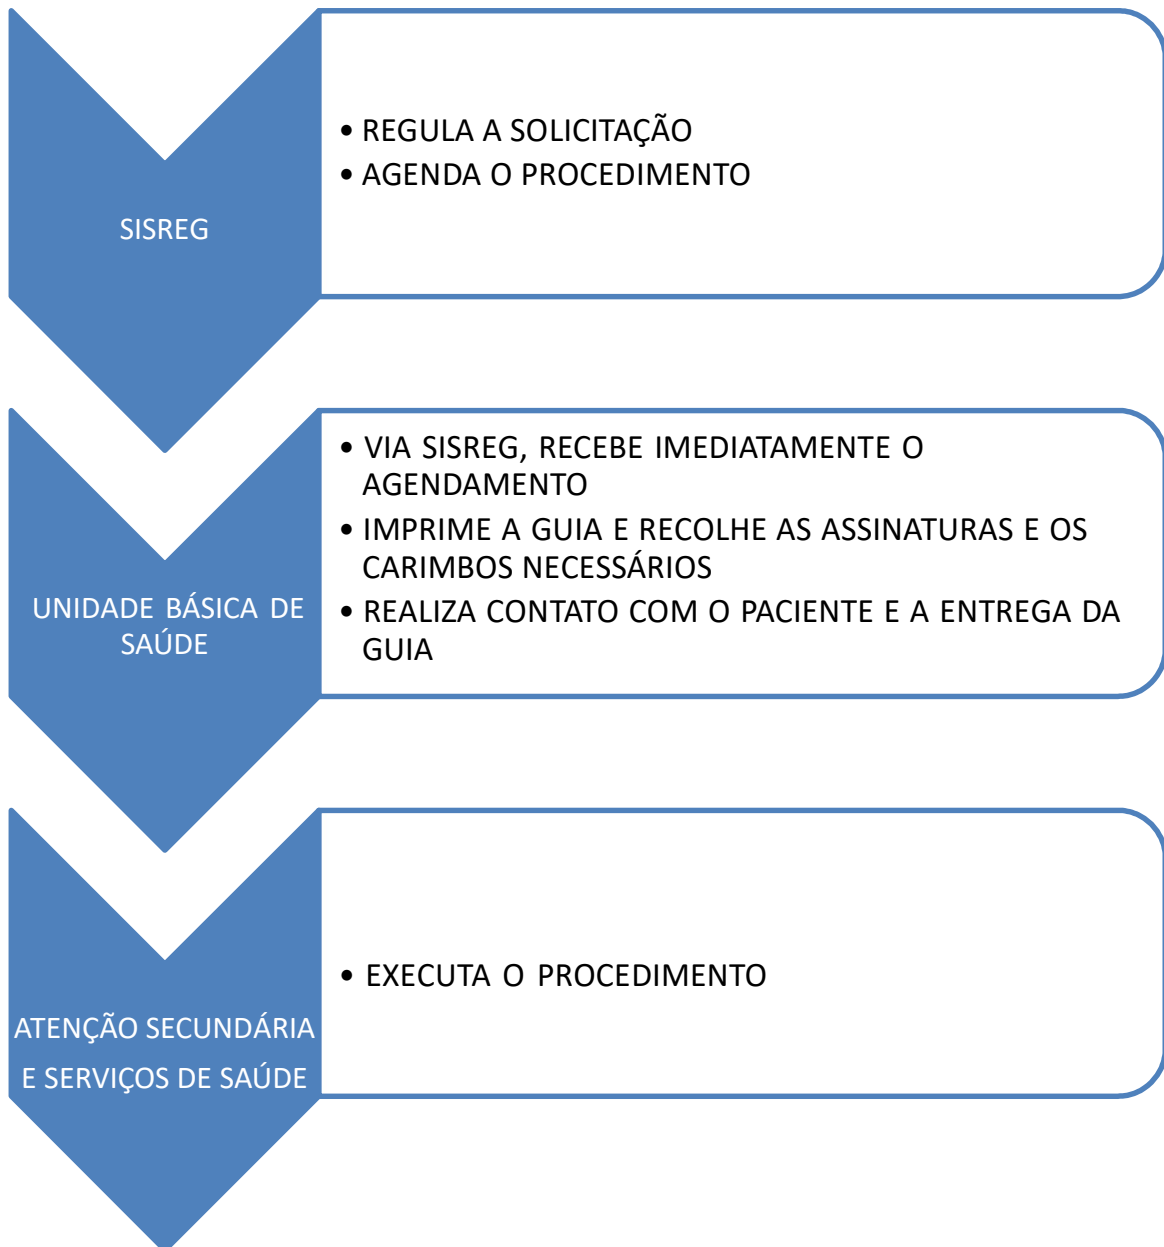 SISREG
• REGULA A SOLICITAÇÃO
• AGENDA O PROCEDIMENTO
UNIDADE BÁSICA DE
SAÚDE
• VIA SISREG, RECEBE IMEDIATAMENTE O
AGENDAMENTO
• IMPRIME A GUIA E RECOLHE AS ASSINATURAS E OS
CARIMBOS NECESSÁRIOS
• REALIZA CONTATO COM O PACIENTE E A ENTREGA DA
GUIA
ATENÇÃO SECUNDÁRIA
E SERVIÇOS DE SAÚDE
• EXECUTA O PROCEDIMENTO